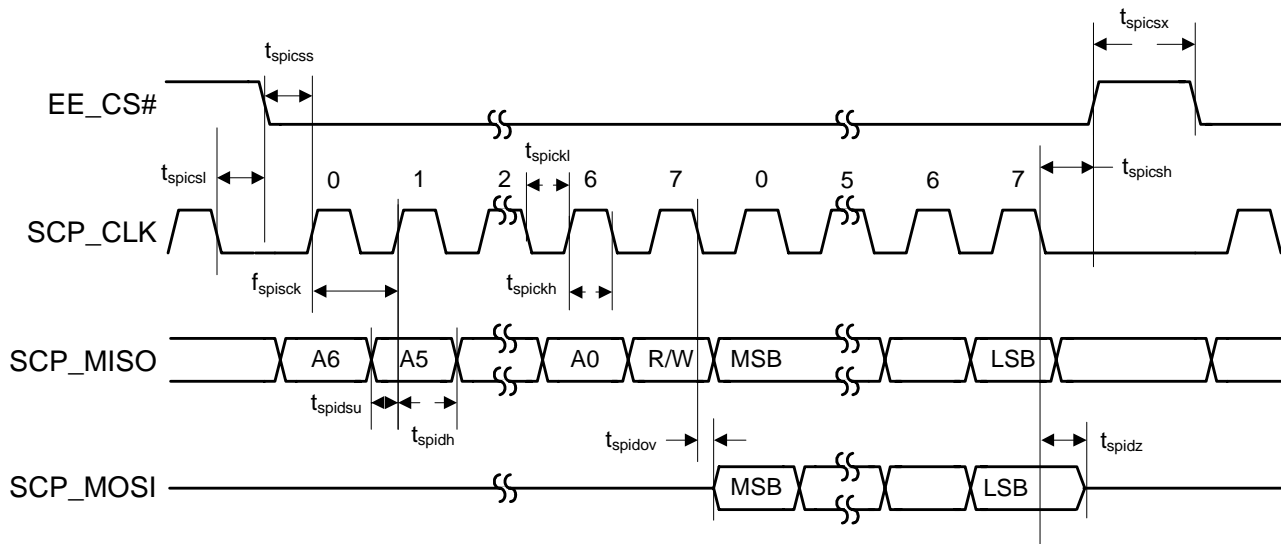 t_spicss
t_spicsx
EE_CS#
t_spicsl
t_spickl
t_spicsh
0 1 2 6 7 0 5 6 7
SCP_CLK
f_spisck
t_spickh
SCP_MISO A6 A5 A0 R/W MSB LSB
t_spidsu
t_spidh
t_spidov
t_spidz
SCP_MOSI MSB LSB